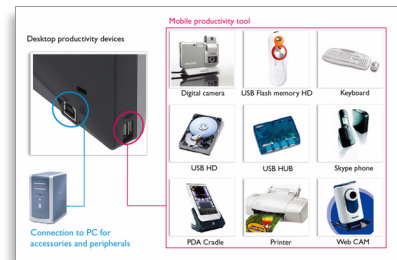 Mobile productivity tool
Desktop productivity devices
Digital camera
USB Flash memory HD
Keyboard
USB HD
USB HUB
Skype phone
PDA Cradle
Printer
Web CAM
Connection to PC for
accessories and peripherals